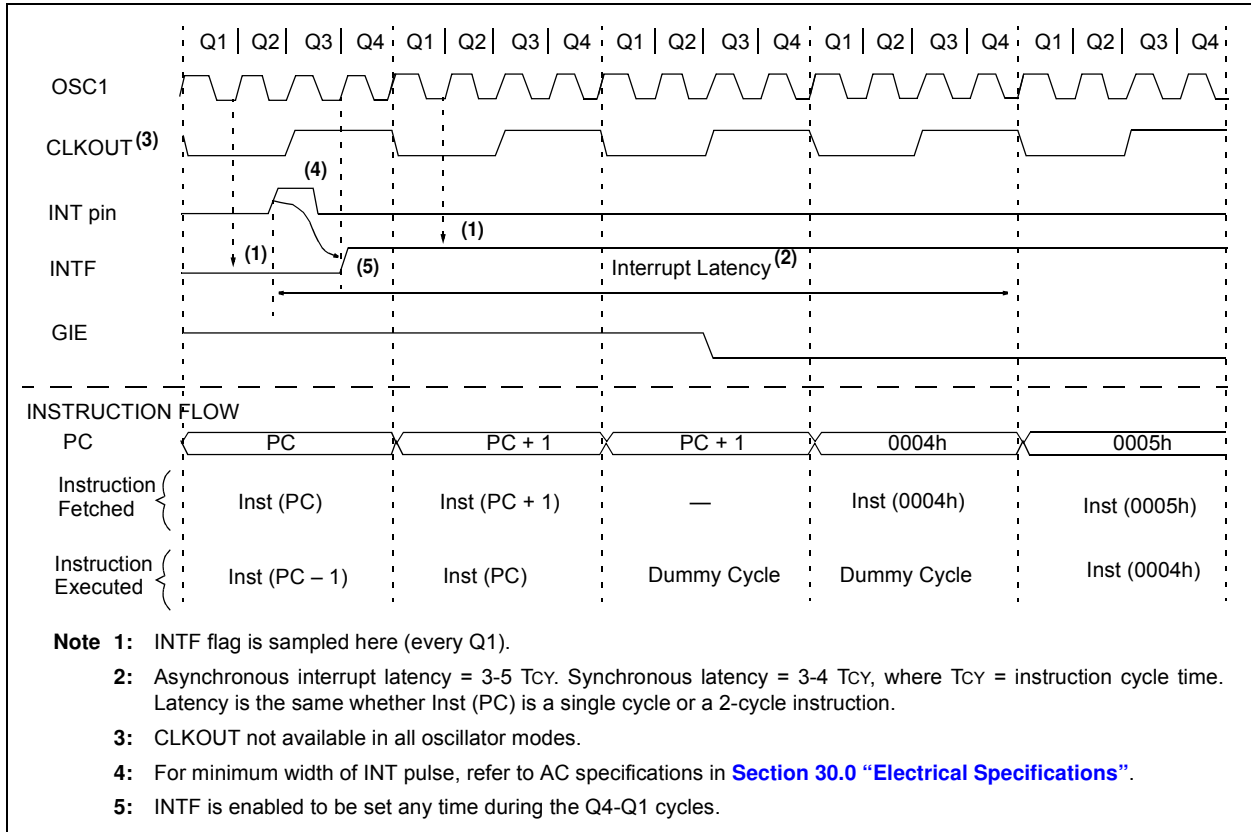 Q1 Q2 Q3 Q4 Q1 Q2 Q3 Q4 Q1 Q2 Q3 Q4 Q1 Q2 Q3 Q4 Q1 Q2 Q3 Q4
OSC1
CLKOUT (3)
(4)
INT pin
(1)
(1)
INTF
(5)
Interrupt Latency (2)
GIE
INSTRUCTION FLOW
PC PC PC + 1 PC + 1 0004h 0005h
Instruction
Fetched
Inst (PC) Inst (PC + 1) — Inst (0004h) Inst (0005h)
Instruction
Executed
Inst (PC – 1) Inst (PC) Dummy Cycle Dummy Cycle Inst (0004h)
Note 1: INTF flag is sampled here (every Q1).
2: Asynchronous interrupt latency = 3-5 TCY. Synchronous latency = 3-4 TCY, where TCY = instruction cycle time.
Latency is the same whether Inst (PC) is a single cycle or a 2-cycle instruction.
3: CLKOUT not available in all oscillator modes.
4: For minimum width of INT pulse, refer to AC specifications in Section 30.0 “Electrical Specifications”.
5: INTF is enabled to be set any time during the Q4-Q1 cycles.